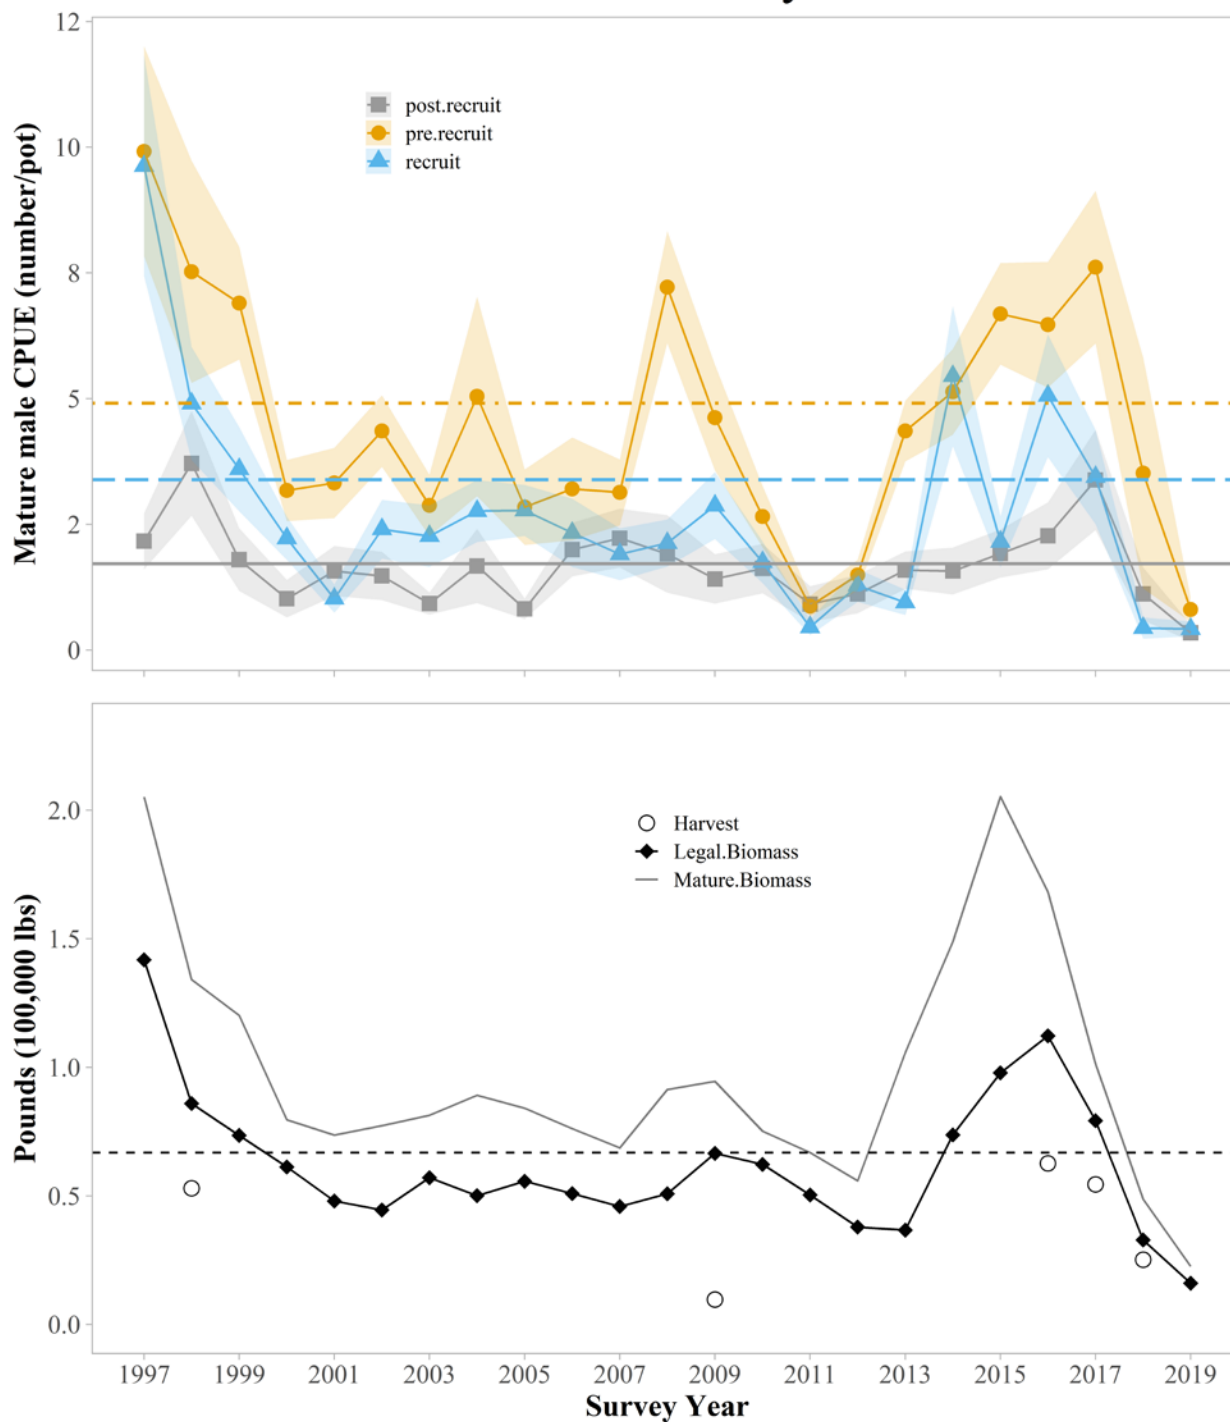 12
10
8
5
2
0
Mature male CPUE (number/pot)
post.recruit
pre.recruit
recruit
2.0
1.5
1.0
0.5
0.0
Pounds (100,000 lbs)
Harvest
Legal.Biomass
Mature.Biomass
1997 1999 2001 2003 2005 2007 2009 2011 2013 2015 2017 2019
Survey Year